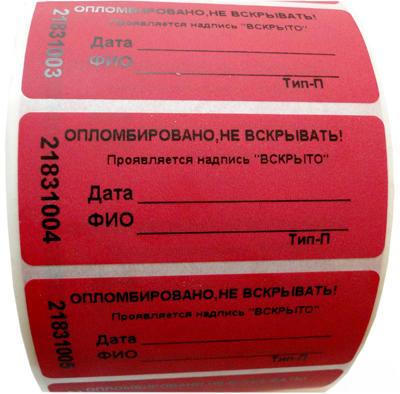 21831003
ОПЛОМБИРОВАНО,НЕ ВСКРЫВАТЬ!
Проявляется надпись "ВСКРЫТО"
Дата
ФИО
Тип-П
21831004
ОПЛОМБИРОВАНО,НЕ ВСКРЫВАТЬ!
Проявляется надпись "ВСКРЫТО"
Дата
ФИО
Тип-П
21831005
ОПЛОМБИРОВАНО,НЕ ВСКРЫВАТЬ!
Проявляется надпись "ВСКРЫТО"
Дата
ФИО
Тип-П